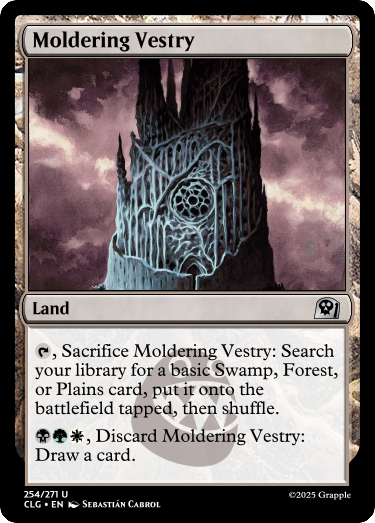 Moldering Vestry
Land
, Sacrifice Moldering Vestry: Search
your library for a basic Swamp, Forest,
or Plains card, put it onto the
battlefield tapped, then shuffle.
, Discard Moldering Vestry:
Draw a card.
254/271 U
CLG • EN Sebastián Cabrol
©2025 Grapple